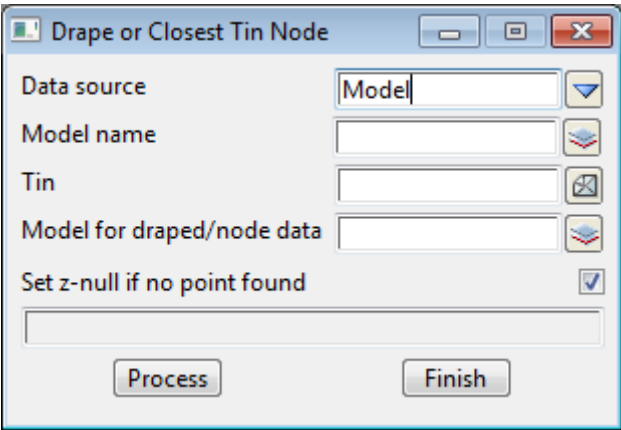 Drape or Closest Tin Node
Data source Model
Model name
Tin
Model for draped/node data
Set z-null if no point found
Process Finish